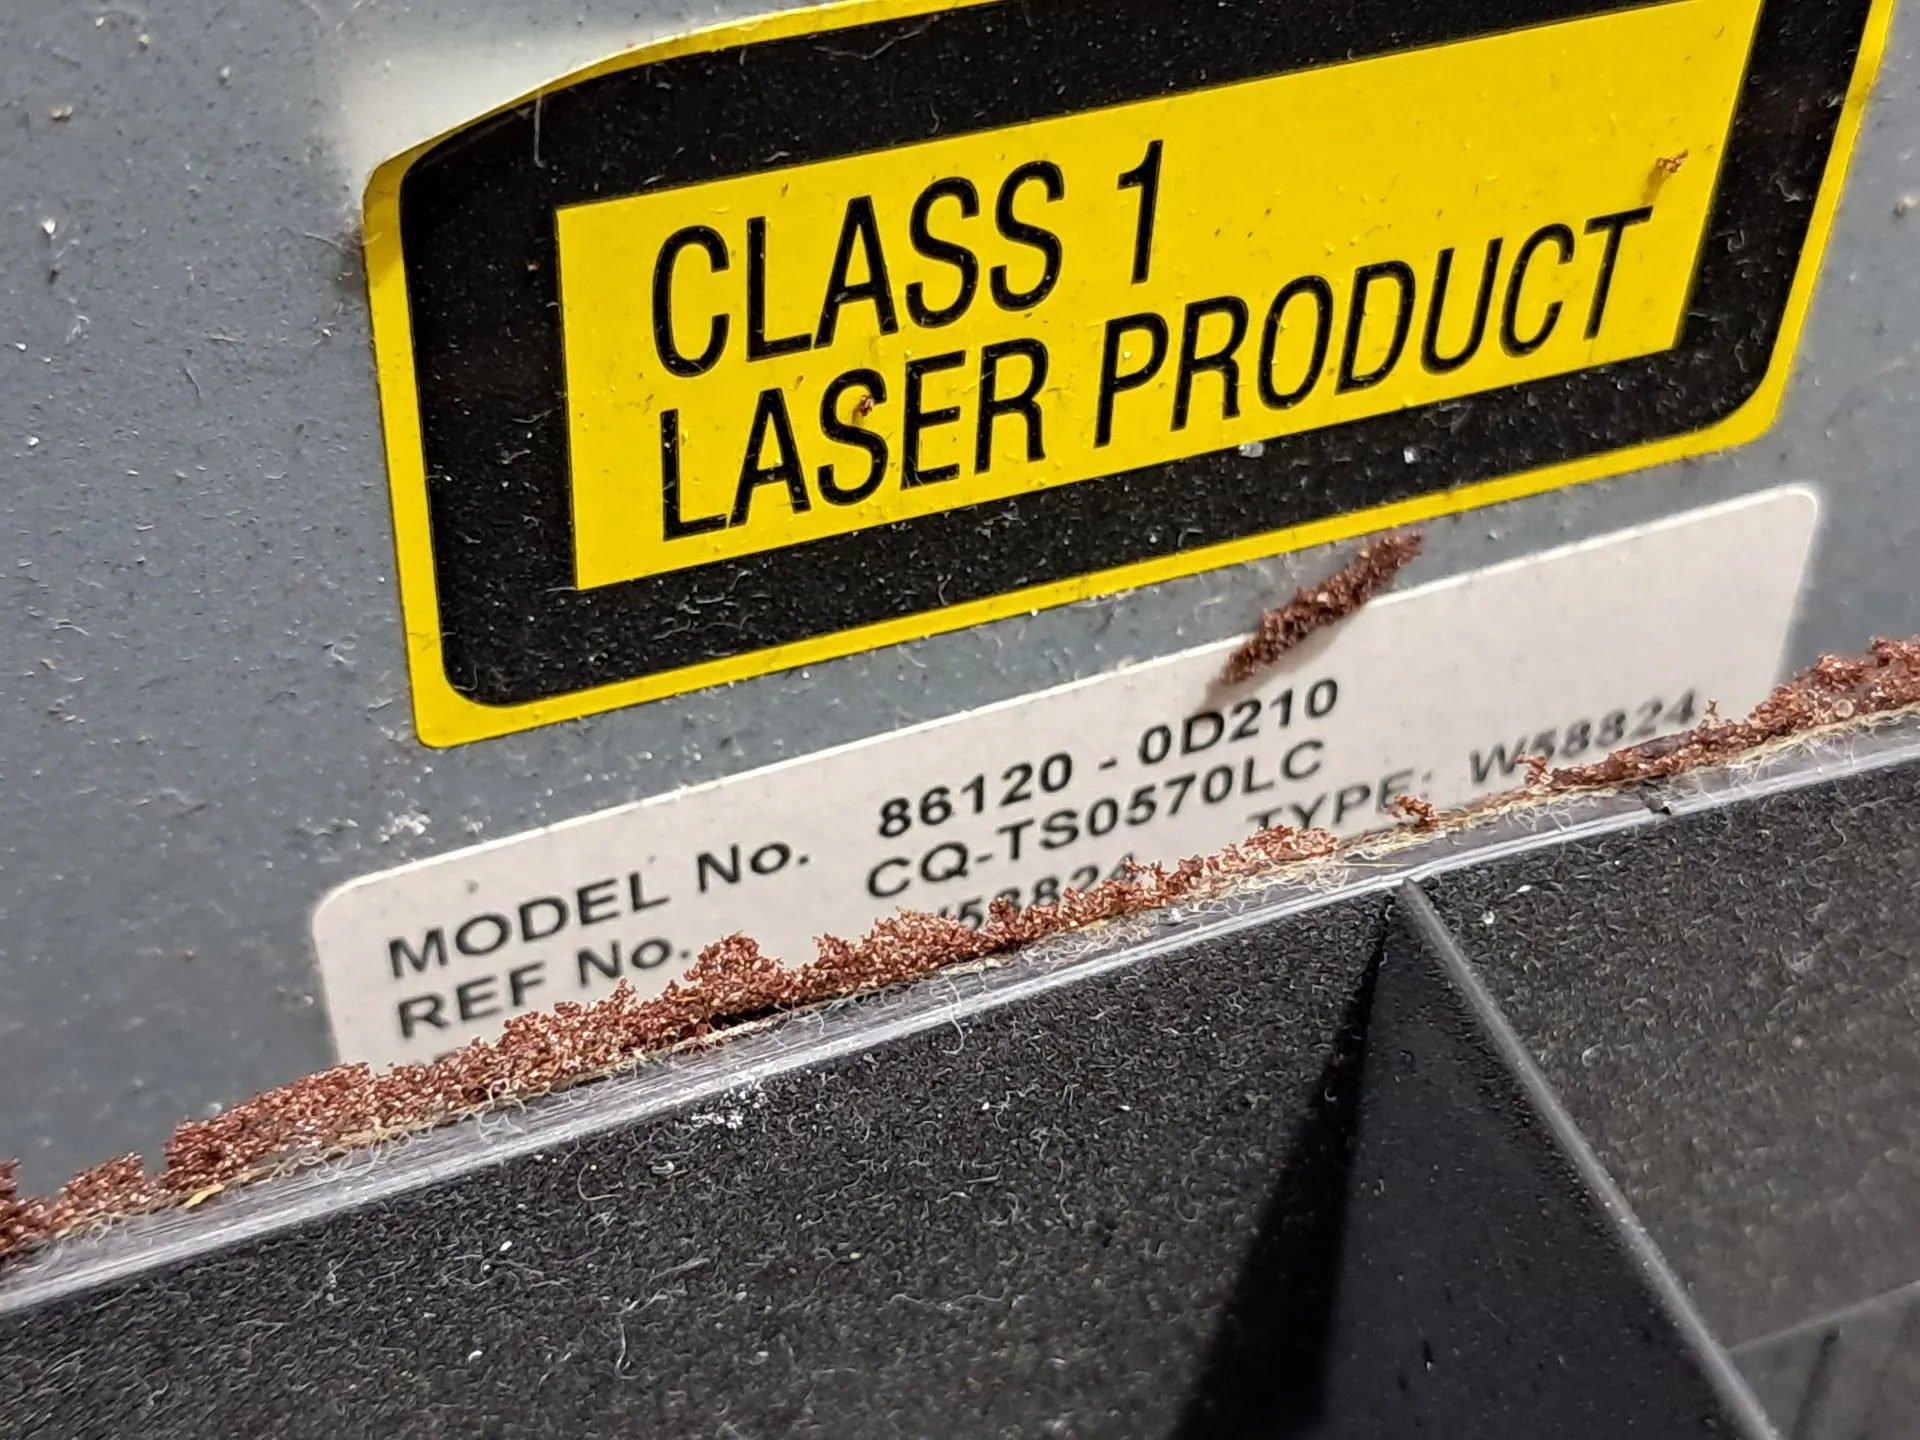 CLASS 1
LASER PRODUCT
MODEL No. 86120 - 0D210
REF No. CQ-TS0570LC
TYPE: W58824